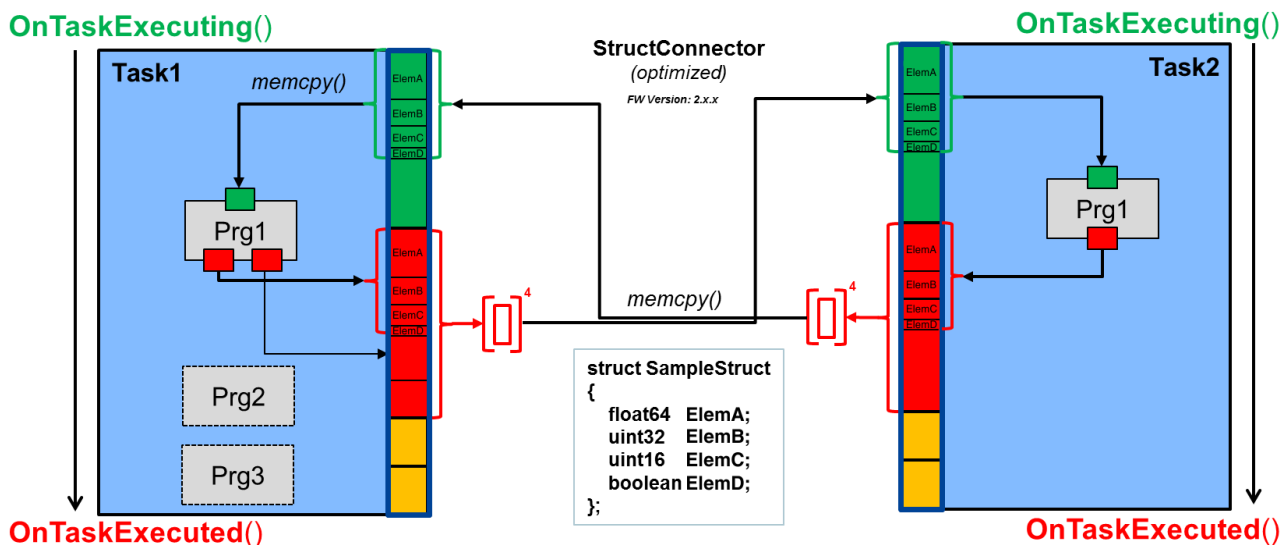 OnTaskExecuting()
Task1
memcpy()
ElemA
ElemB
ElemC
ElemD
Prg1
ElemA
ElemB
ElemC
ElemD
4
Prg2
Prg3
OnTaskExecuted()
StructConnector
(optimized)
FW Version: 2.x.x
memcpy()
struct SampleStruct
{
float64 ElemA;
uint32 ElemB;
uint16 ElemC;
boolean ElemD;
};
OnTaskExecuting()
Task2
ElemA
ElemB
ElemC
ElemD
Prg1
ElemA
ElemB
ElemC
ElemD
4
OnTaskExecuted()